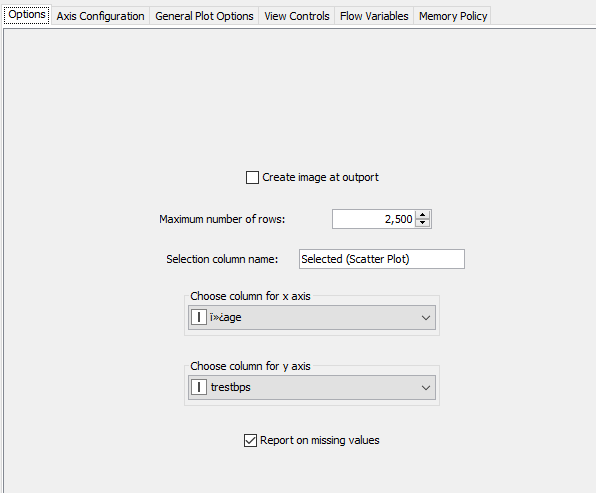 Options Axis Configuration General Plot Options View Controls Flow Variables Memory Policy
Create image at outport
Maximum number of rows: 2,500
Selection column name: Selected (Scatter Plot)
Choose column for x axis
I ï»¿age
Choose column for y axis
I trestbps
Report on missing values